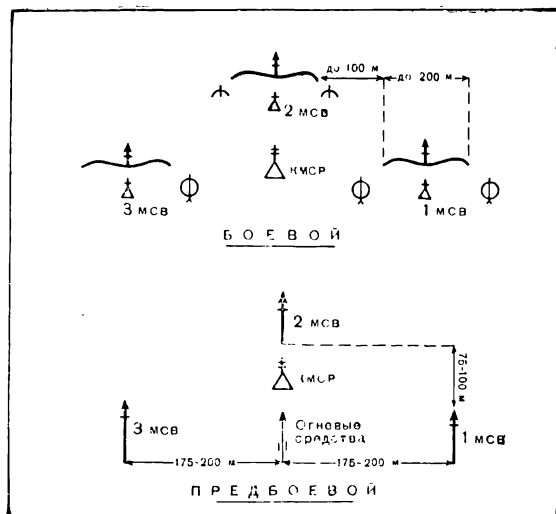 до 100 м
до 200 м
2 мсв
КМСР
3 мсв
1 мсв
БОЕВОЙ
2 мсв
МСР
75-100 м
3 мсв
Огневые
средства
1 мсв
175-200 м
175-200 м
ПРЕДБОЕВОЙ